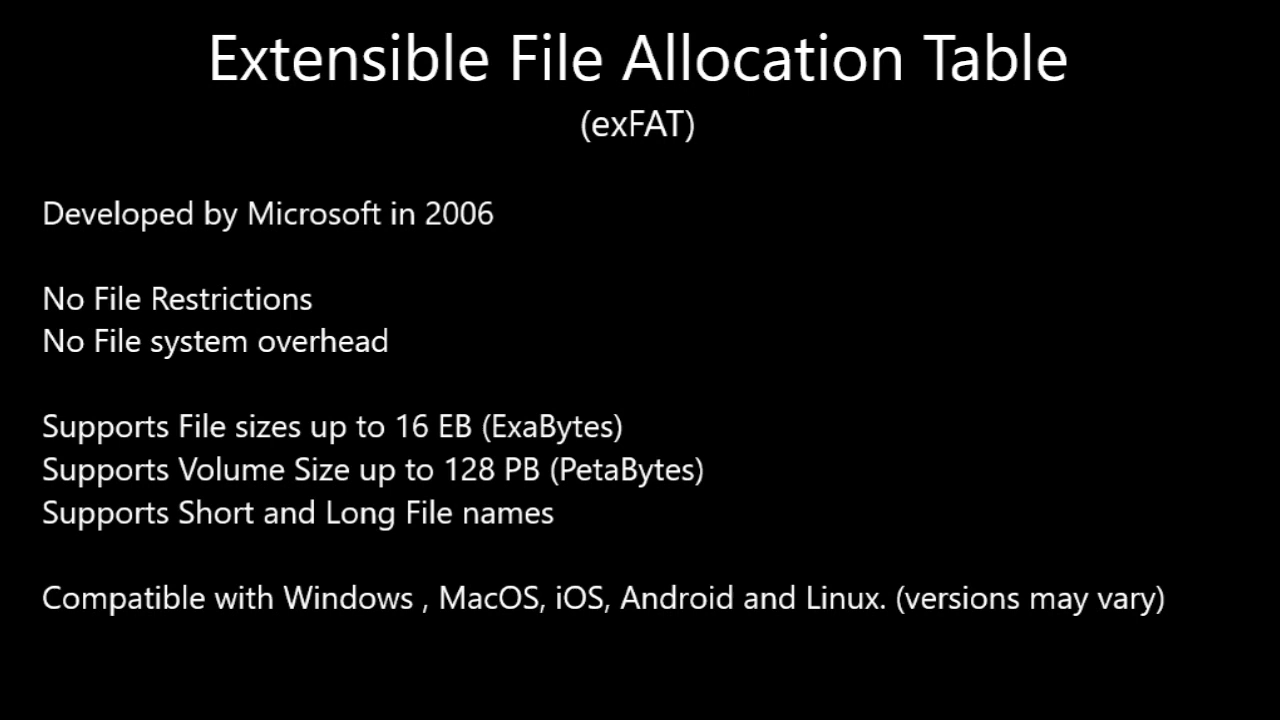 Extensible File Allocation Table
(exFAT)
Developed by Microsoft in 2006
No File Restrictions
No File system overhead
Supports File sizes up to 16 EB (ExaBytes)
Supports Volume Size up to 128 PB (PetaBytes)
Supports Short and Long File names
Compatible with Windows , MacOS, iOS, Android and Linux. (versions may vary)